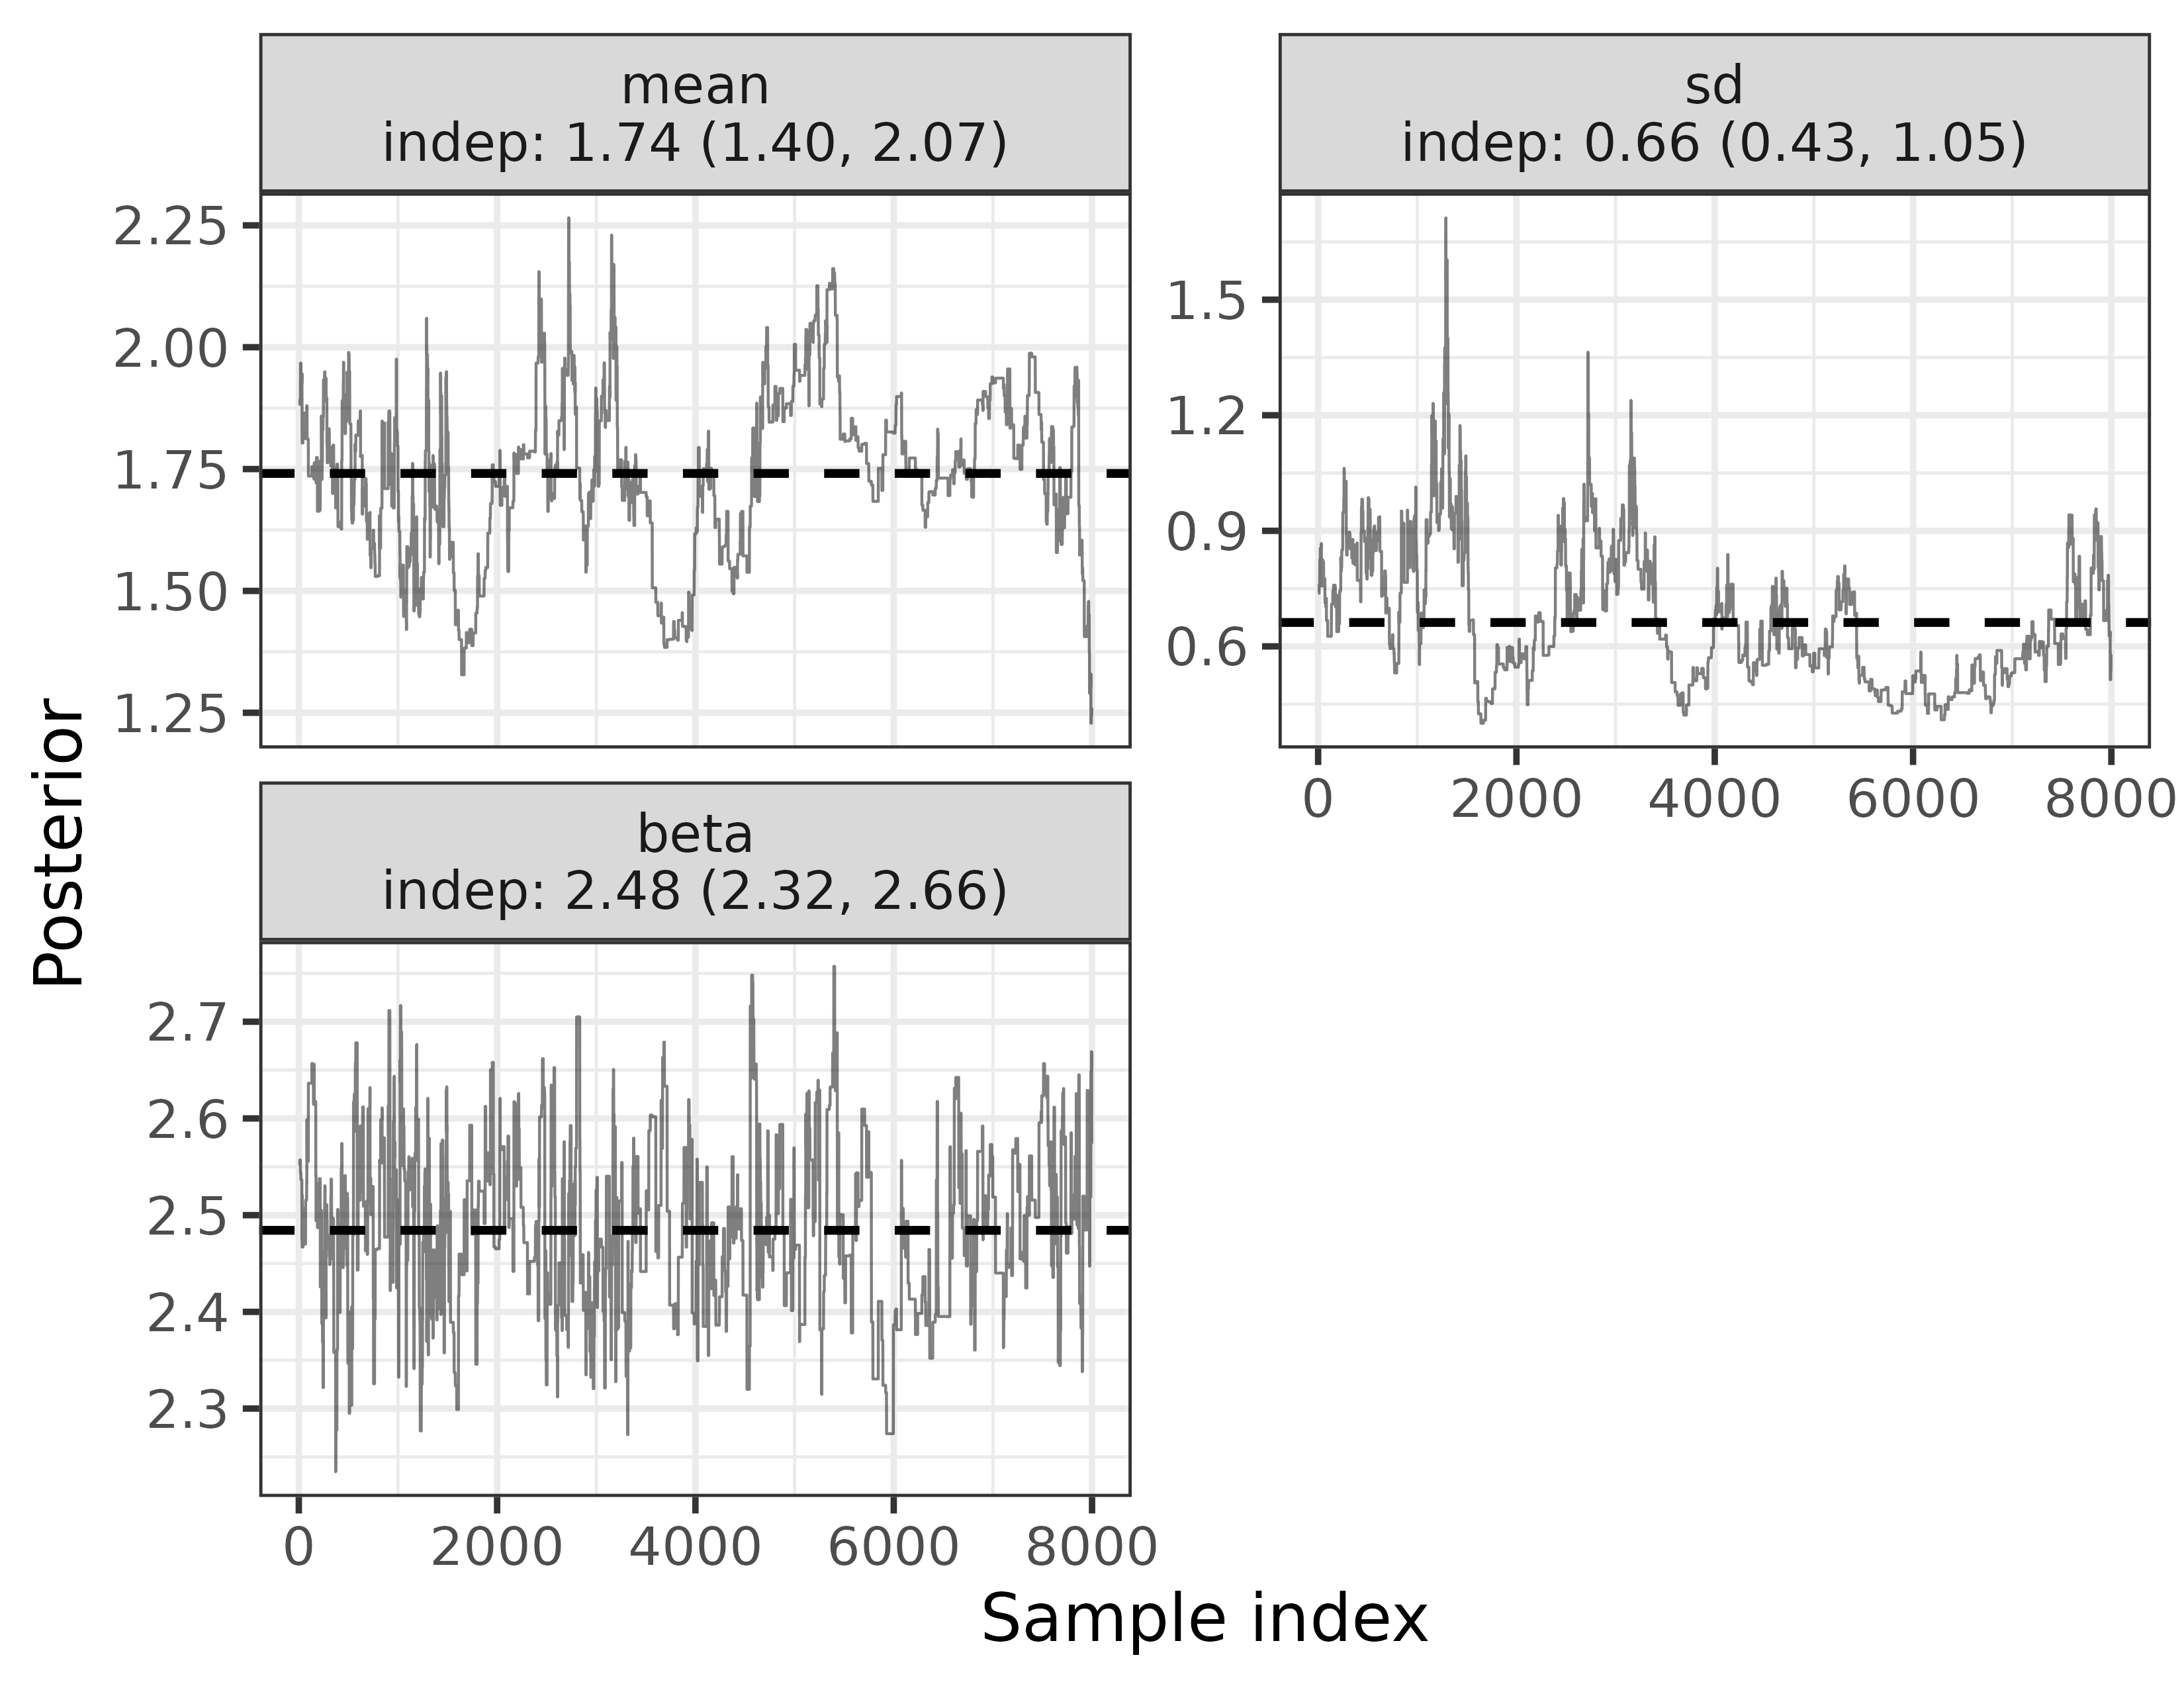 mean
indep: 1.74 (1.40, 2.07)
2.25
2.00
1.75
1.50
1.25
sd
indep: 0.66 (0.43, 1.05)
1.5
1.2
0.9
0.6
0 2000 4000 6000 8000
Posterior
beta
indep: 2.48 (2.32, 2.66)
2.7
2.6
2.5
2.4
2.3
0 2000 4000 6000 8000
Sample index